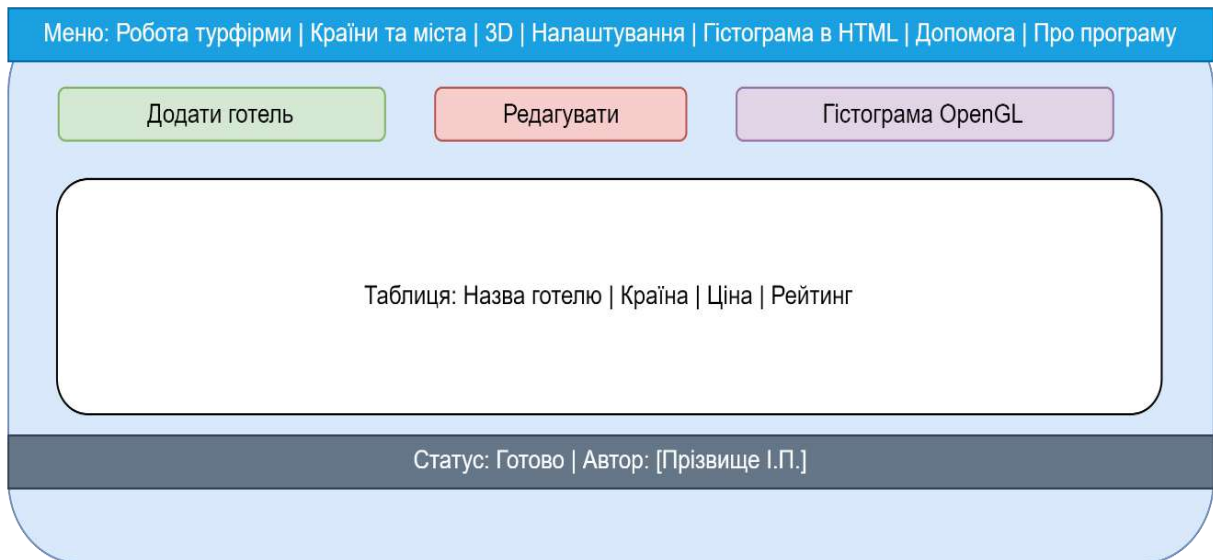 Меню: Робота турфірми | Країни та міста | 3D | Налаштування | Гістограма в HTML | Допомога | Про програму
Додати готель
Редагувати
Гістограма OpenGL
Таблиця: Назва готелю | Країна | Ціна | Рейтинг
Статус: Готово | Автор: [Прізвище І.П.]